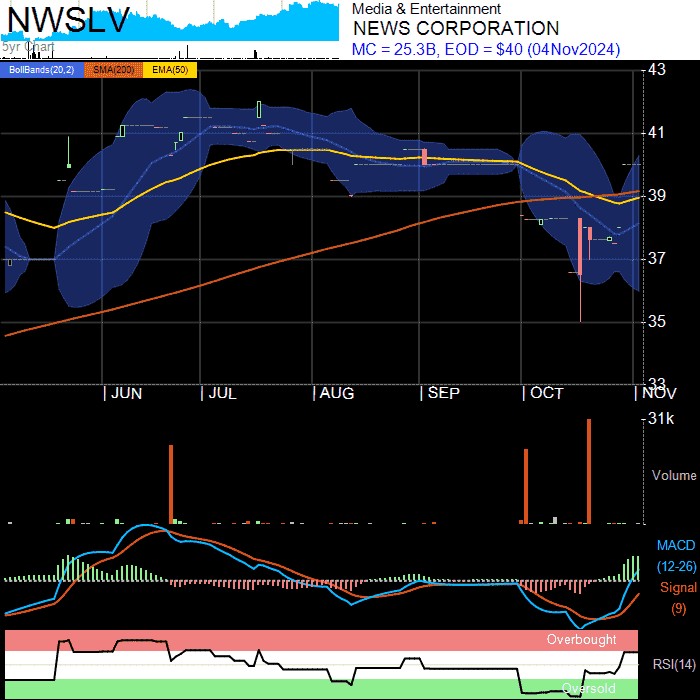 NWSLV
5yr Chart
Media & Entertainment
NEWS CORPORATION
MC = 25.3B, EOD = $40 (04Nov2024)
BollBands(20,2) SMA(200) EMA(50)
43
41
39
37
35
33
JUN JUL AUG SEP OCT NOV
31k
Volume
MACD
(12-26)
Signal
(9)
Overbought
RSI(14)
Oversold